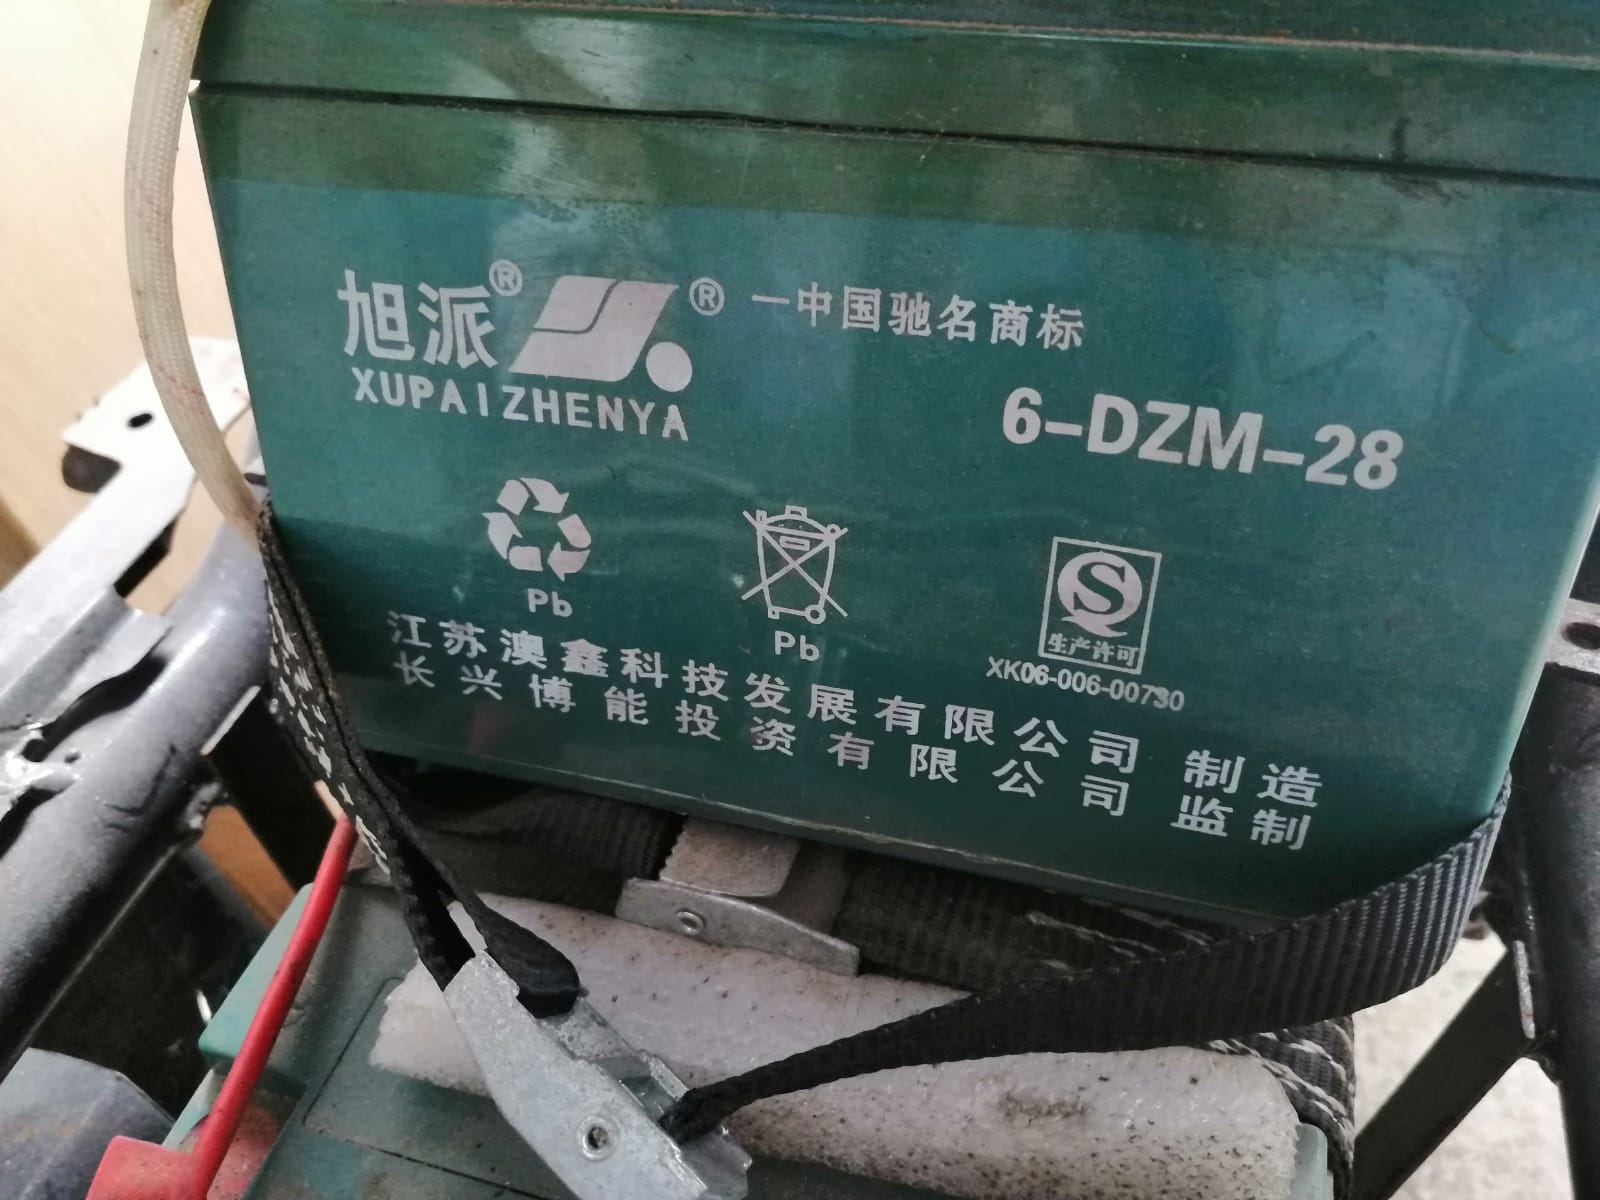 旭派® ® —中国驰名商标
XUPAIZHENYA
6-DZM-28
Pb
Pb
生产许可
XK06-006-00730
江苏澳鑫科技发展有限公司 制造
长兴博能投资有限公司 监制